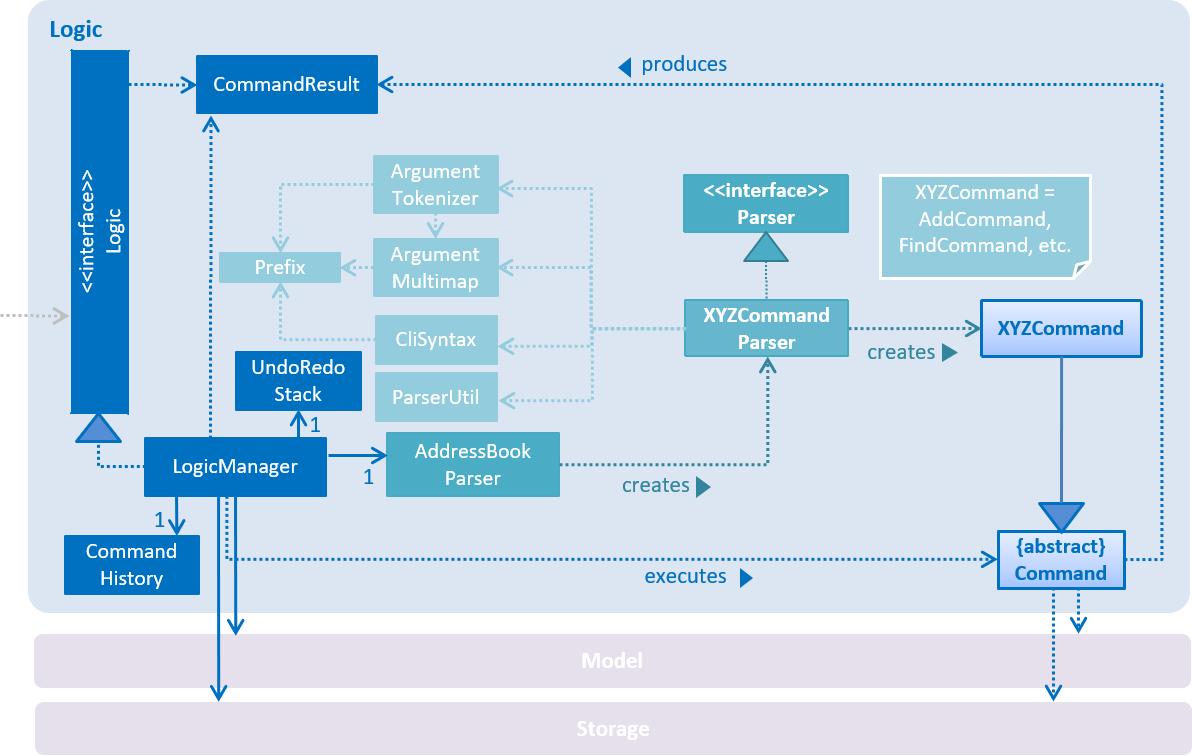 Logic
<<interface>>
Logic
CommandResult
produces
Argument
Tokenizer
<<interface>>
Parser
XYZCommand =
AddCommand,
FindCommand, etc.
Prefix
Argument
Multimap
XYZCommand
Parser
XYZCommand
CliSyntax
creates
UndoRedo
Stack
ParserUtil
1
LogicManager
1
AddressBook
Parser
creates
1
Command
History
executes
{abstract}
Command
Model
Storage